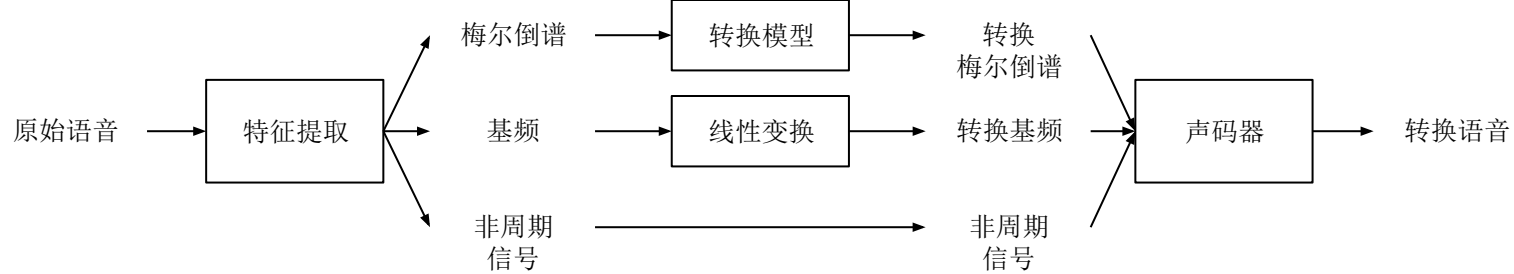 梅尔倒谱
转换模型
转换
梅尔倒谱
原始语音
特征提取
基频
线性变换
转换基频
声码器
转换语音
非周期
信号
非周期
信号